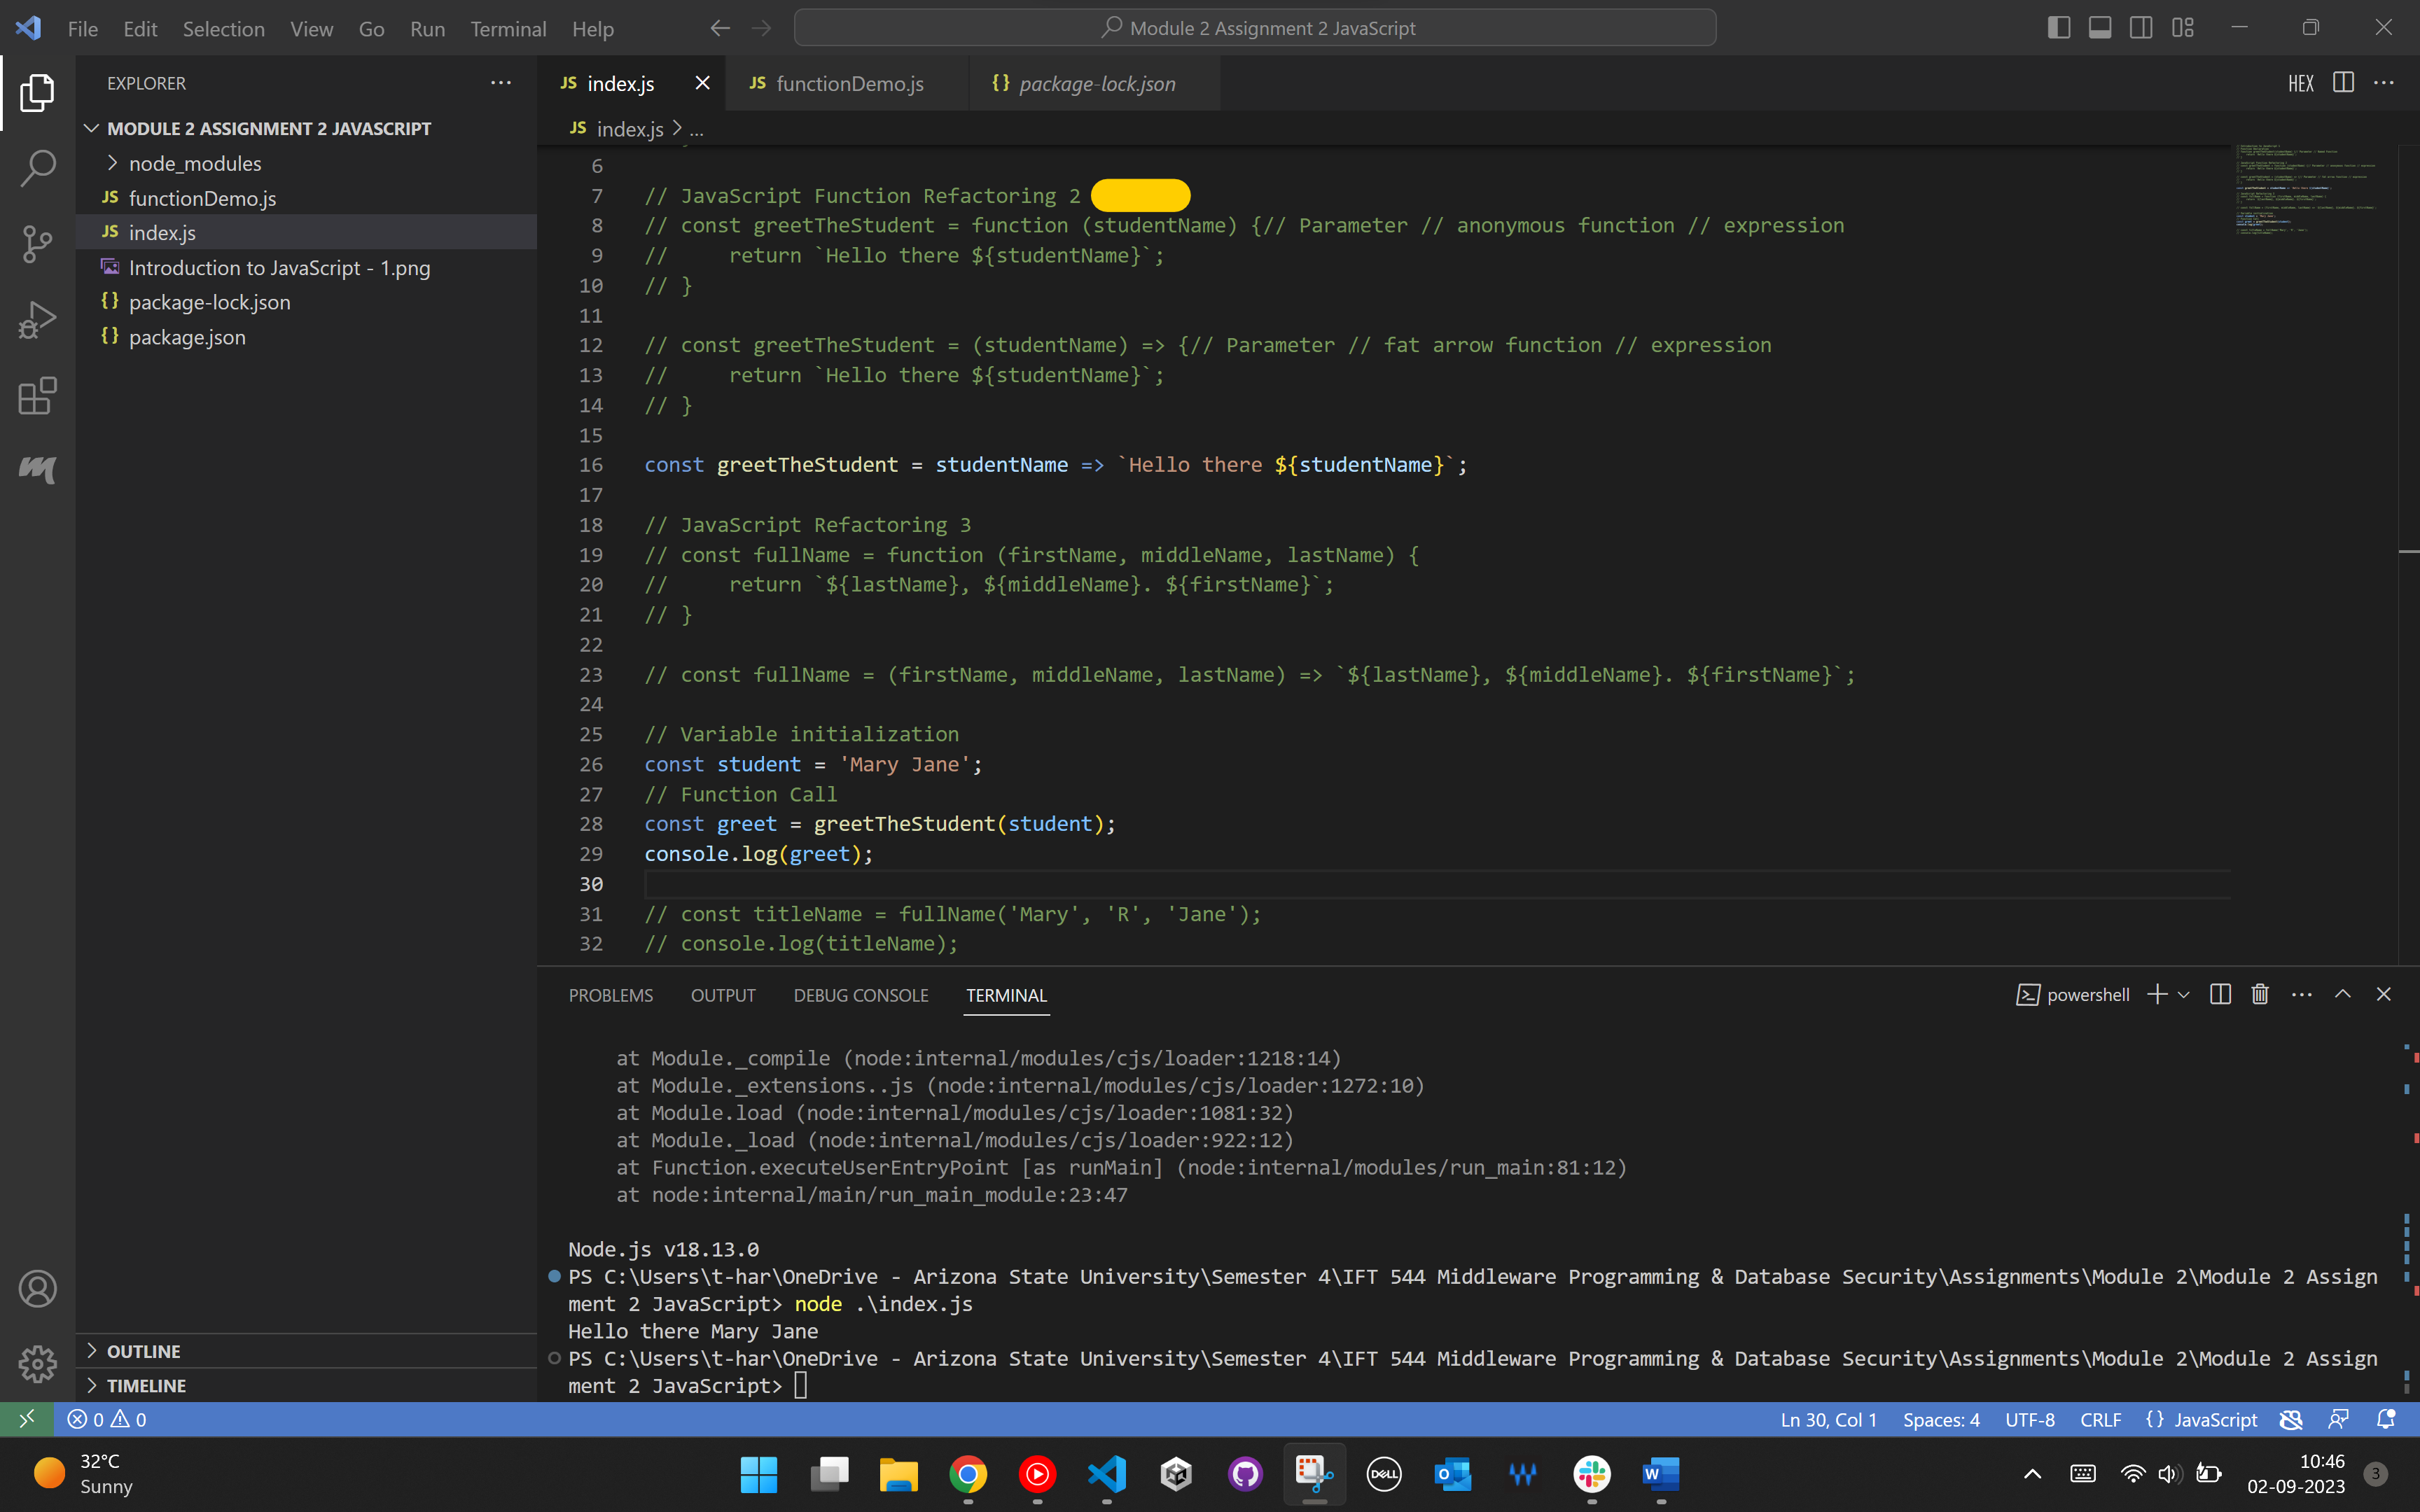 File Edit Selection View Go Run Terminal Help
Module 2 Assignment 2 JavaScript
EXPLORER
MODULE 2 ASSIGNMENT 2 JAVASCRIPT
node_modules
JS functionDemo.js
JS index.js
Introduction to JavaScript - 1.png
{} package-lock.json
{} package.json
OUTLINE
TIMELINE
JS index.js
JS functionDemo.js
{} package-lock.json
HEX
JS index.js > ...
6
7 // JavaScript Function Refactoring 2
8 // const greetTheStudent = function (studentName) {// Parameter // anonymous function // expression
9 //     return `Hello there ${studentName}`;
10 // }
11
12 // const greetTheStudent = (studentName) => {// Parameter // fat arrow function // expression
13 //     return `Hello there ${studentName}`;
14 // }
15
16 const greetTheStudent = studentName => `Hello there ${studentName}`;
17
18 // JavaScript Refactoring 3
19 // const fullName = function (firstName, middleName, lastName) {
20 //     return `${lastName}, ${middleName}. ${firstName}`;
21 // }
22
23 // const fullName = (firstName, middleName, lastName) => `${lastName}, ${middleName}. ${firstName}`;
24
25 // Variable initialization
26 const student = 'Mary Jane';
27 // Function Call
28 const greet = greetTheStudent(student);
29 console.log(greet);
30
31 // const titleName = fullName('Mary', 'R', 'Jane');
32 // console.log(titleName);
PROBLEMS OUTPUT DEBUG CONSOLE TERMINAL
powershell
at Module._compile (node:internal/modules/cjs/loader:1218:14)
at Module._extensions..js (node:internal/modules/cjs/loader:1272:10)
at Module.load (node:internal/modules/cjs/loader:1081:32)
at Module._load (node:internal/modules/cjs/loader:922:12)
at Function.executeUserEntryPoint [as runMain] (node:internal/modules/run_main:81:12)
at node:internal/main/run_main_module:23:47
Node.js v18.13.0
PS C:\Users\t-har\OneDrive - Arizona State University\Semester 4\IFT 544 Middleware Programming & Database Security\Assignments\Module 2\Module 2 Assign
ment 2 JavaScript> node .\index.js
Hello there Mary Jane
PS C:\Users\t-har\OneDrive - Arizona State University\Semester 4\IFT 544 Middleware Programming & Database Security\Assignments\Module 2\Module 2 Assign
ment 2 JavaScript>
0 0
Ln 30, Col 1 Spaces: 4 UTF-8 CRLF {} JavaScript
32°C
Sunny
DELL
O
W
10:46
02-09-2023
3